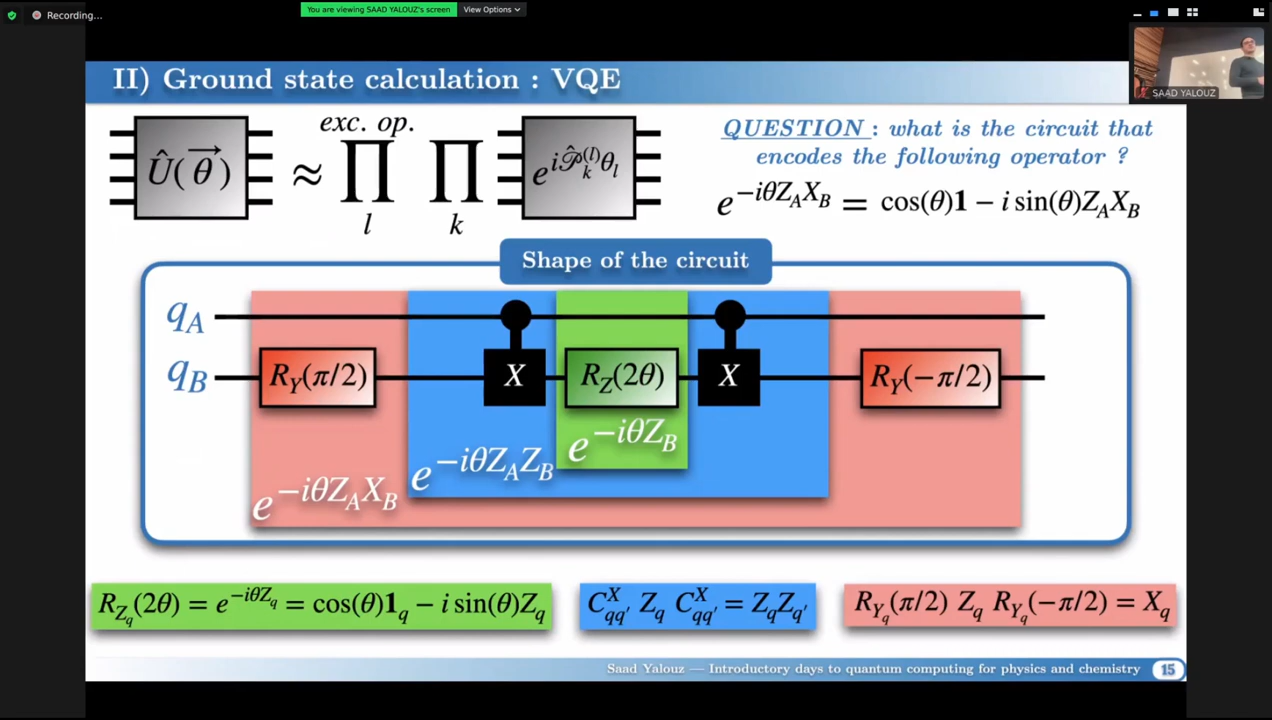 Recording...
You are viewing SAAD YALOUZ's screen
View Options
SAAD YALOUZ
II) Ground state calculation : VQE
Û(θ⃗) ≈ ∏_l^{exc. op.} ∏_k e^{i𝒫̂_k^{(l)}θ_l}
QUESTION : what is the circuit that
encodes the following operator ?
e^{−iθZ_AX_B} = cos(θ)𝟏 − i sin(θ)Z_AX_B
Shape of the circuit
q_A
q_B
R_Y(π/2)
X
R_Z(2θ)
X
R_Y(−π/2)
e^{−iθZ_B}
e^{−iθZ_AZ_B}
e^{−iθZ_AX_B}
R_{Z_q}(2θ) = e^{−iθZ_q} = cos(θ)𝟏_q − i sin(θ)Z_q
C^X_{qq′} Z_q C^X_{qq′} = Z_qZ_{q′}
R_{Y_q}(π/2) Z_q R_{Y_q}(−π/2) = X_q
Saad Yalouz — Introductory days to quantum computing for physics and chemistry
15